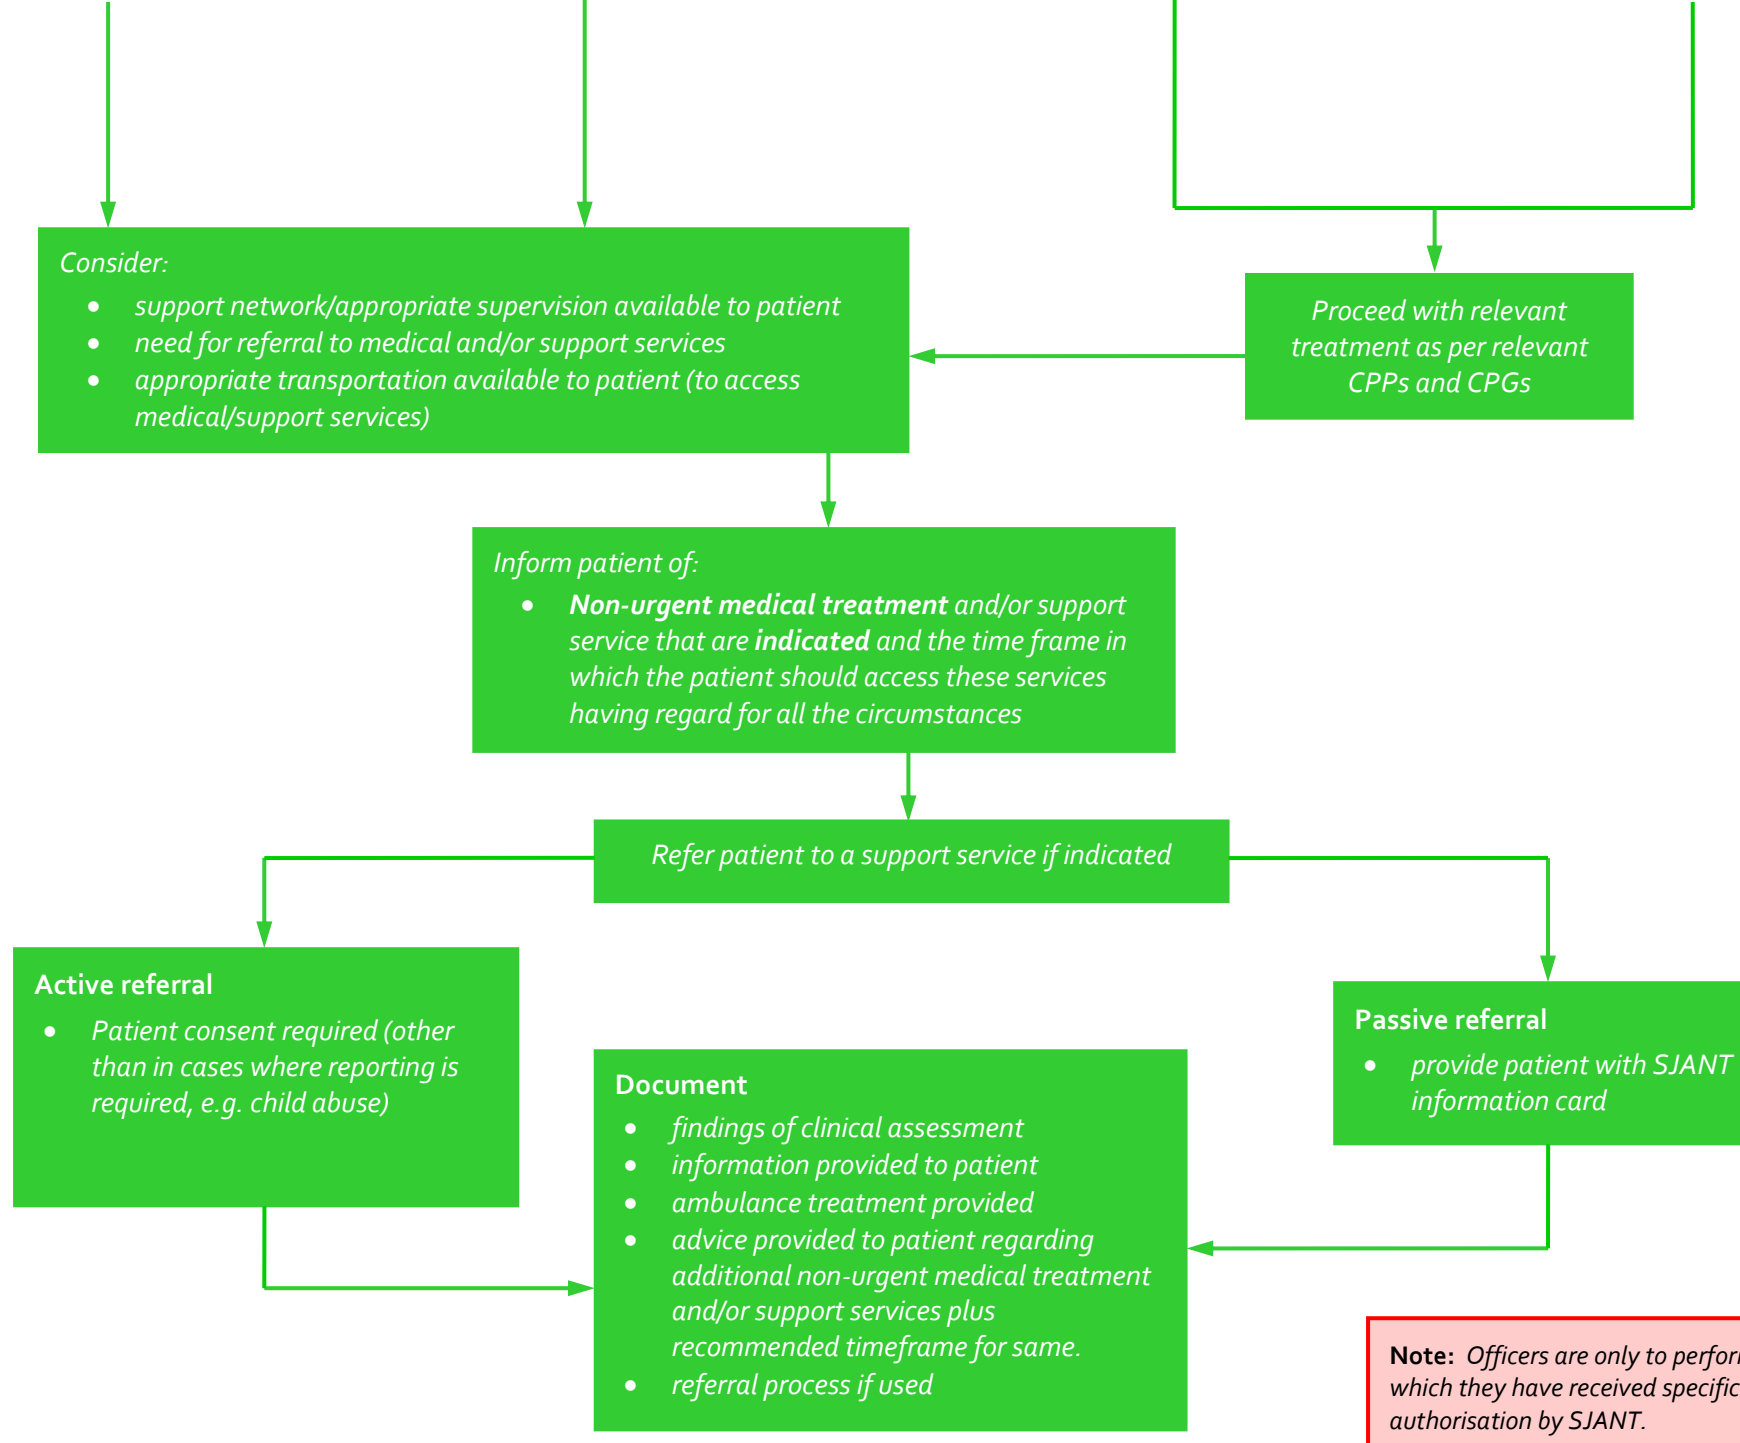 Consider:
• support network/appropriate supervision available to patient
• need for referral to medical and/or support services
• appropriate transportation available to patient (to access
medical/support services)
Proceed with relevant
treatment as per relevant
CPPs and CPGs
Inform patient of:
• Non-urgent medical treatment and/or support
service that are indicated and the time frame in
which the patient should access these services
having regard for all the circumstances
Refer patient to a support service if indicated
Active referral
• Patient consent required (other
than in cases where reporting is
required, e.g. child abuse)
Passive referral
• provide patient with SJANT
information card
Document
• findings of clinical assessment
• information provided to patient
• ambulance treatment provided
• advice provided to patient regarding
additional non-urgent medical treatment
and/or support services plus
recommended timeframe for same.
• referral process if used
Note: Officers are only to
which they have received specific
authorisation by SJANT.